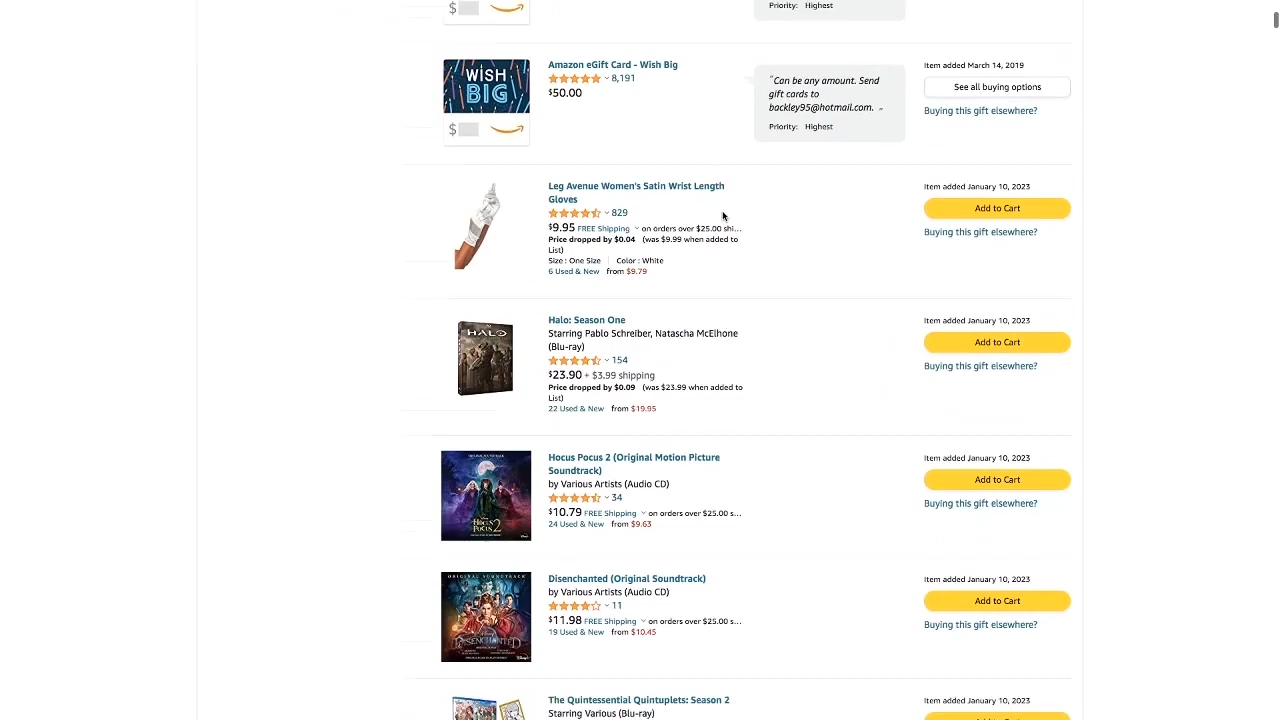 $
Priority: Highest
WISH
BIG
$
Amazon eGift Card - Wish Big
8,191
$50.00
"Can be any amount. Send
gift cards to
backley95@hotmail.com. "
Priority: Highest
Item added March 14, 2019
See all buying options
Buying this gift elsewhere?
Leg Avenue Women's Satin Wrist Length
Gloves
829
$9.95 FREE Shipping on orders over $25.00 shi...
Price dropped by $0.04 (was $9.99 when added to
List)
Size : One Size Color : White
6 Used & New from $9.79
Item added January 10, 2023
Add to Cart
Buying this gift elsewhere?
HALO
Halo: Season One
Starring Pablo Schreiber, Natascha McElhone
(Blu-ray)
154
$23.90 + $3.99 shipping
Price dropped by $0.09 (was $23.99 when added to
List)
22 Used & New from $19.95
Item added January 10, 2023
Add to Cart
Buying this gift elsewhere?
HOCUS
POCUS 2
Hocus Pocus 2 (Original Motion Picture
Soundtrack)
by Various Artists (Audio CD)
34
$10.79 FREE Shipping on orders over $25.00 s...
24 Used & New from $9.63
Item added January 10, 2023
Add to Cart
Buying this gift elsewhere?
ORIGINAL SOUNDTRACK
DISENCHANTED
Disenchanted (Original Soundtrack)
by Various Artists (Audio CD)
11
$11.98 FREE Shipping on orders over $25.00 s...
19 Used & New from $10.45
Item added January 10, 2023
Add to Cart
Buying this gift elsewhere?
The Quintessential Quintuplets: Season 2
Starring Various (Blu-ray)
Item added January 10, 2023